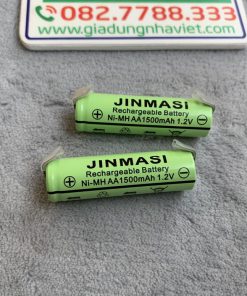 082.7788.333
www.giadungnhaviet.com
JINMASI
Rechargeable Battery
Ni-MH AA1500mAh 1.2V
JINMASI
Rechargeable Battery
Ni-MH AA1500mAh 1.2V